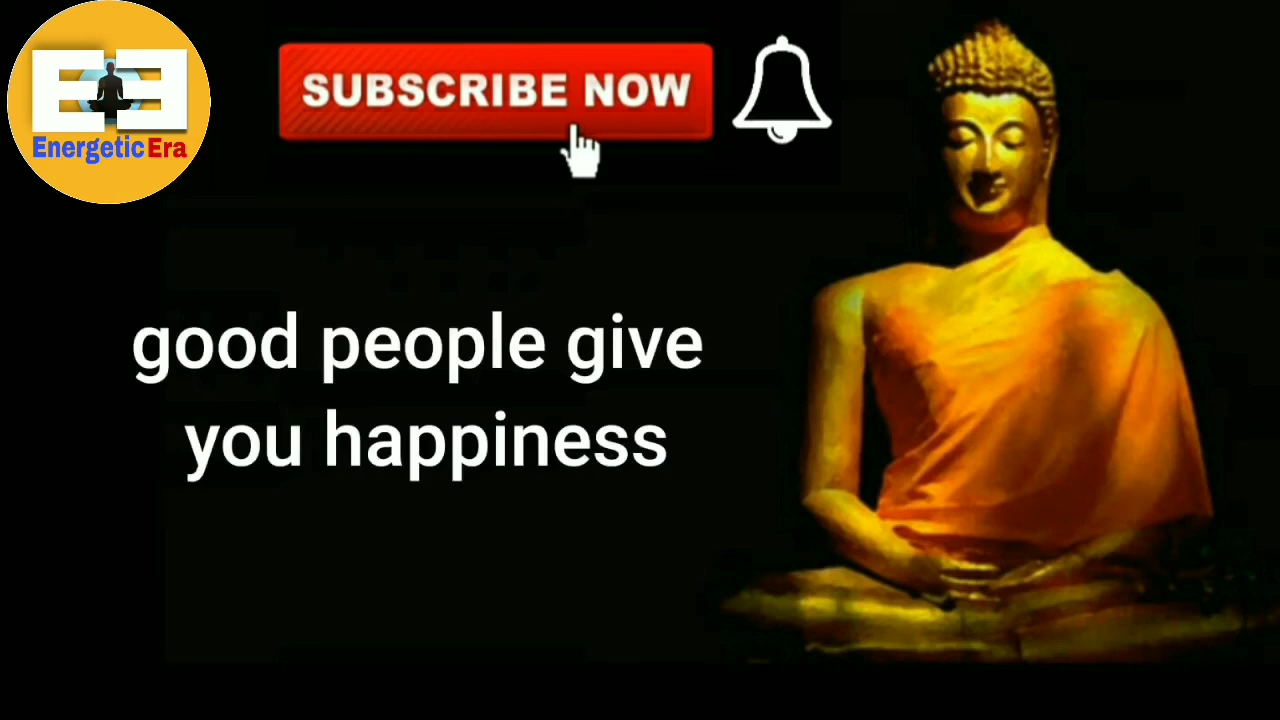 EE
Energetic Era
SUBSCRIBE NOW
good people give
you happiness